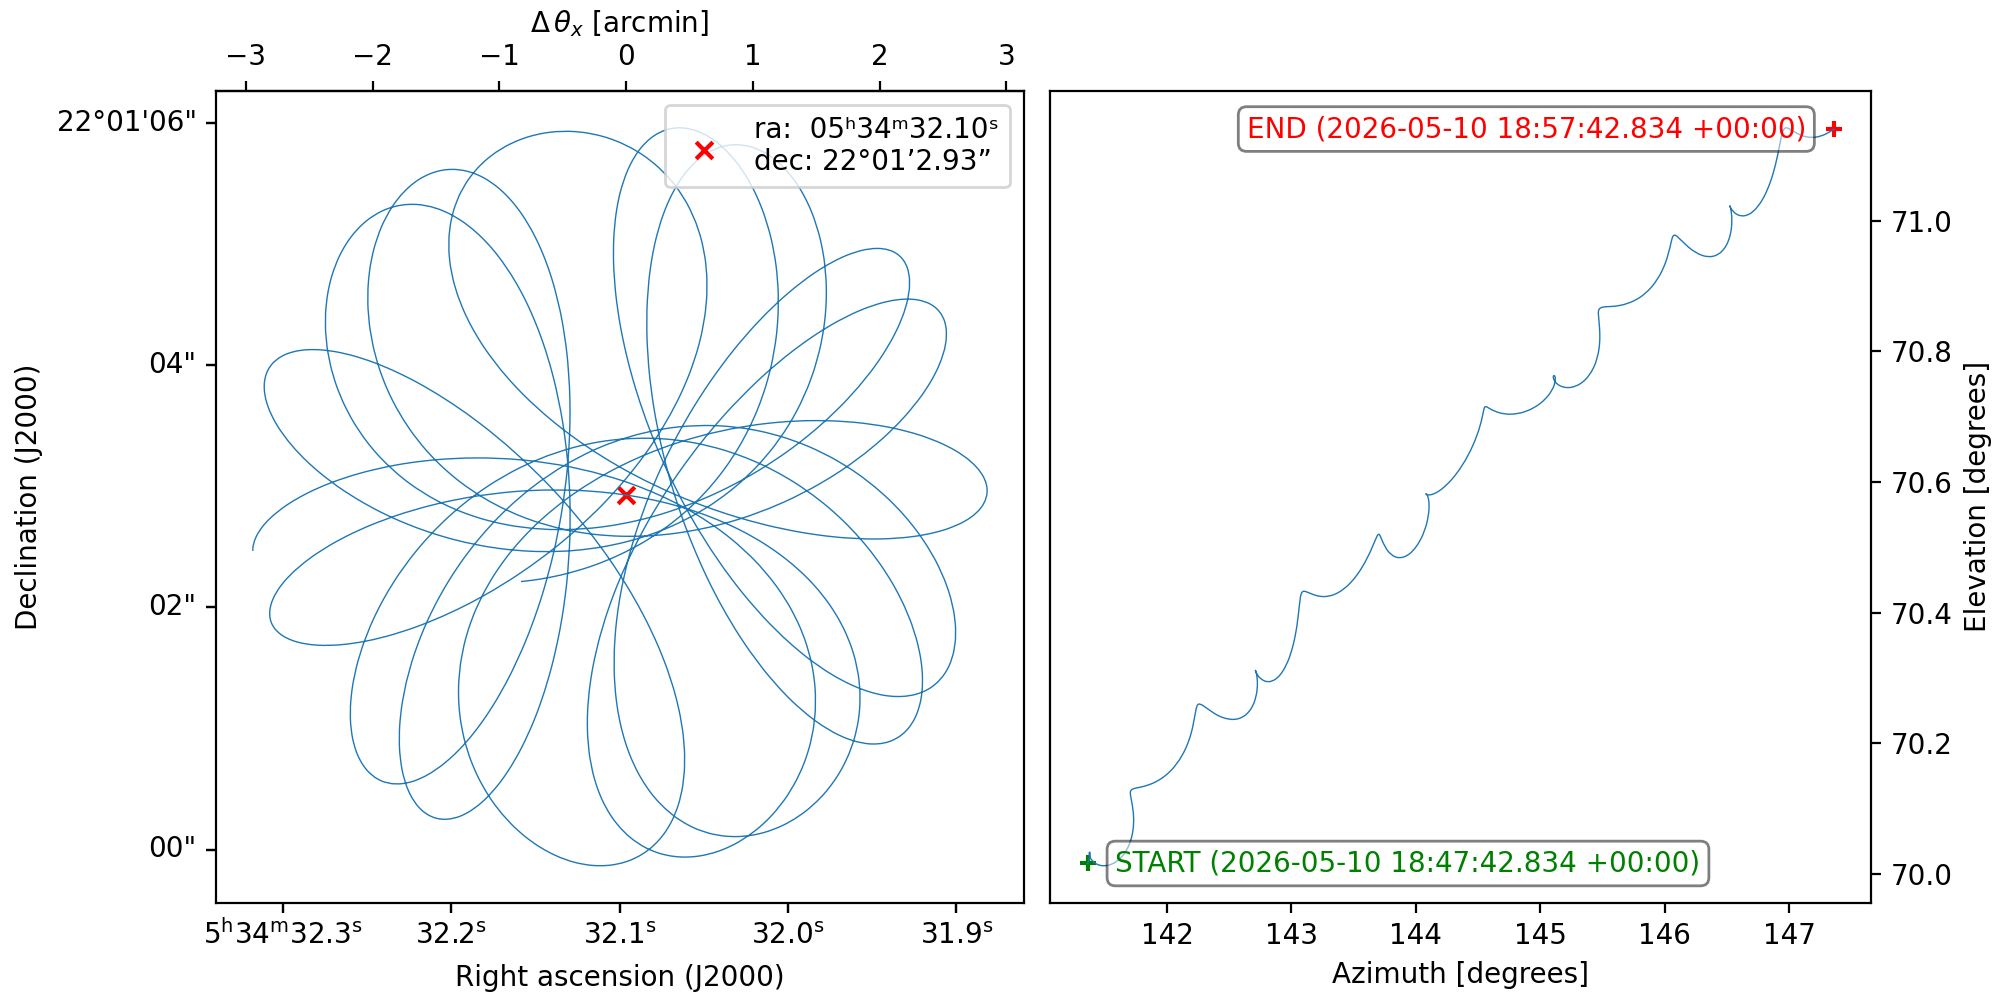 Δ θₓ [arcmin]
−3 −2 −1 0 1 2 3
22°01'06"
04"
02"
00"
Declination (J2000)
ra:  05ʰ34ᵐ32.10ˢ
dec: 22°01’2.93”
5ʰ34ᵐ32.3ˢ 32.2ˢ 32.1ˢ 32.0ˢ 31.9ˢ
Right ascension (J2000)
END (2026-05-10 18:57:42.834 +00:00)
START (2026-05-10 18:47:42.834 +00:00)
71.0
70.8
70.6
70.4
70.2
70.0
Elevation [degrees]
142 143 144 145 146 147
Azimuth [degrees]